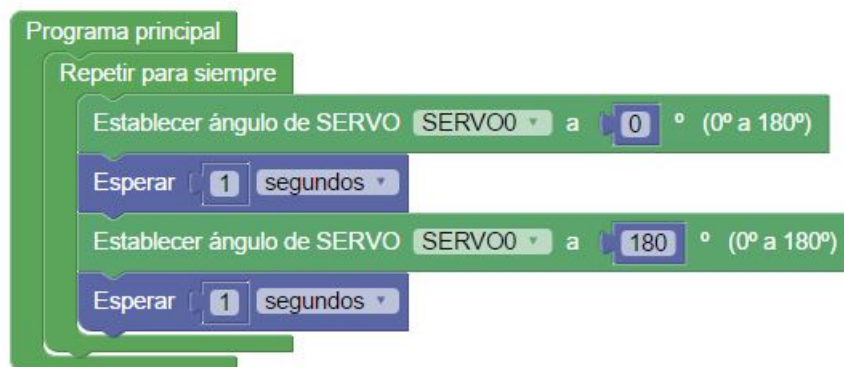 Programa principal
Repetir para siempre
Establecer ángulo de SERVO SERVO0 a 0 º (0º a 180º)
Esperar 1 segundos
Establecer ángulo de SERVO SERVO0 a 180 º (0º a 180º)
Esperar 1 segundos